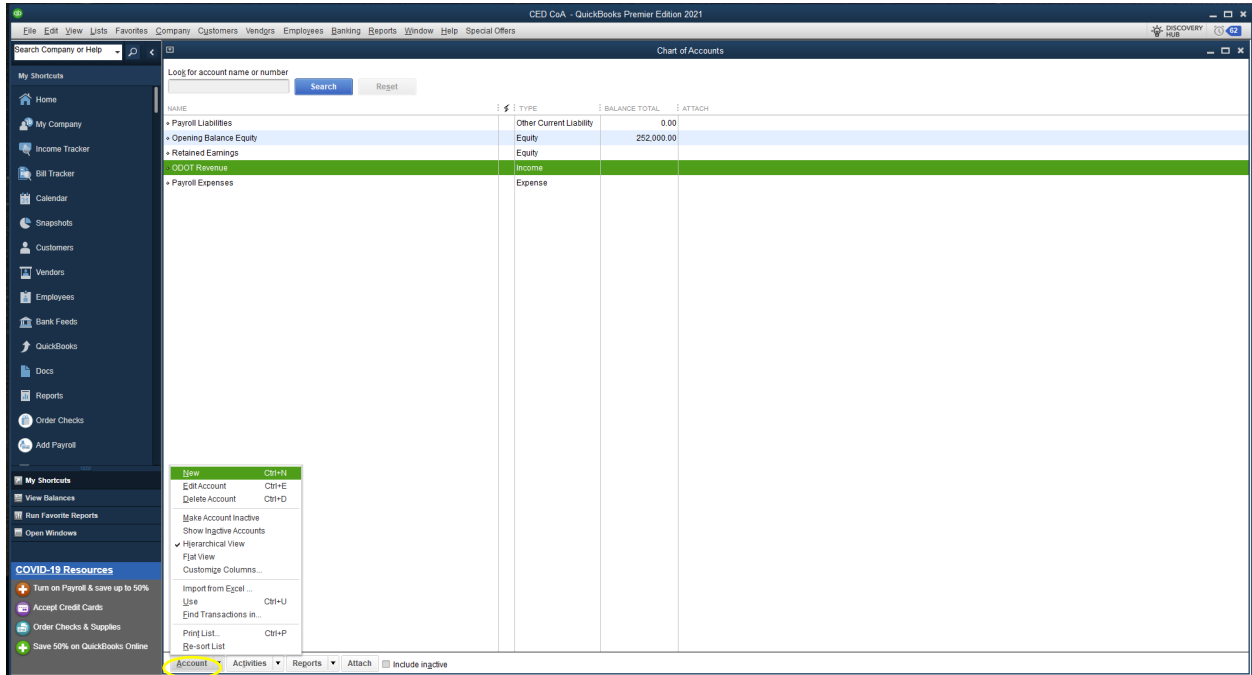 CED CoA - QuickBooks Premier Edition 2021
File Edit View Lists Favorites Company Customers Vendors Employees Banking Reports Window Help Special Offers
DISCOVERY HUB
62
Search Company or Help
Chart of Accounts
My Shortcuts
Home
My Company
Income Tracker
Bill Tracker
Calendar
Snapshots
Customers
Vendors
Employees
Bank Feeds
QuickBooks
Docs
Reports
Order Checks
Add Payroll
My Shortcuts
View Balances
Run Favorite Reports
Open Windows
COVID-19 Resources
Turn on Payroll & save up to 50%
Accept Credit Cards
Order Checks & Supplies
Save 50% on QuickBooks Online
Look for account name or number
Search Reset
NAME TYPE BALANCE TOTAL ATTACH
Payroll Liabilities Other Current Liability 0.00
Opening Balance Equity Equity 252,000.00
Retained Earnings Equity
ODOT Revenue Income
Payroll Expenses Expense
New Ctrl+N
Edit Account Ctrl+E
Delete Account Ctrl+D
Make Account Inactive
Show Inactive Accounts
Hierarchical View
Flat View
Customize Columns...
Import from Excel ...
Use Ctrl+U
Find Transactions in...
Print List... Ctrl+P
Re-sort List
Account Activities Reports Attach Include inactive